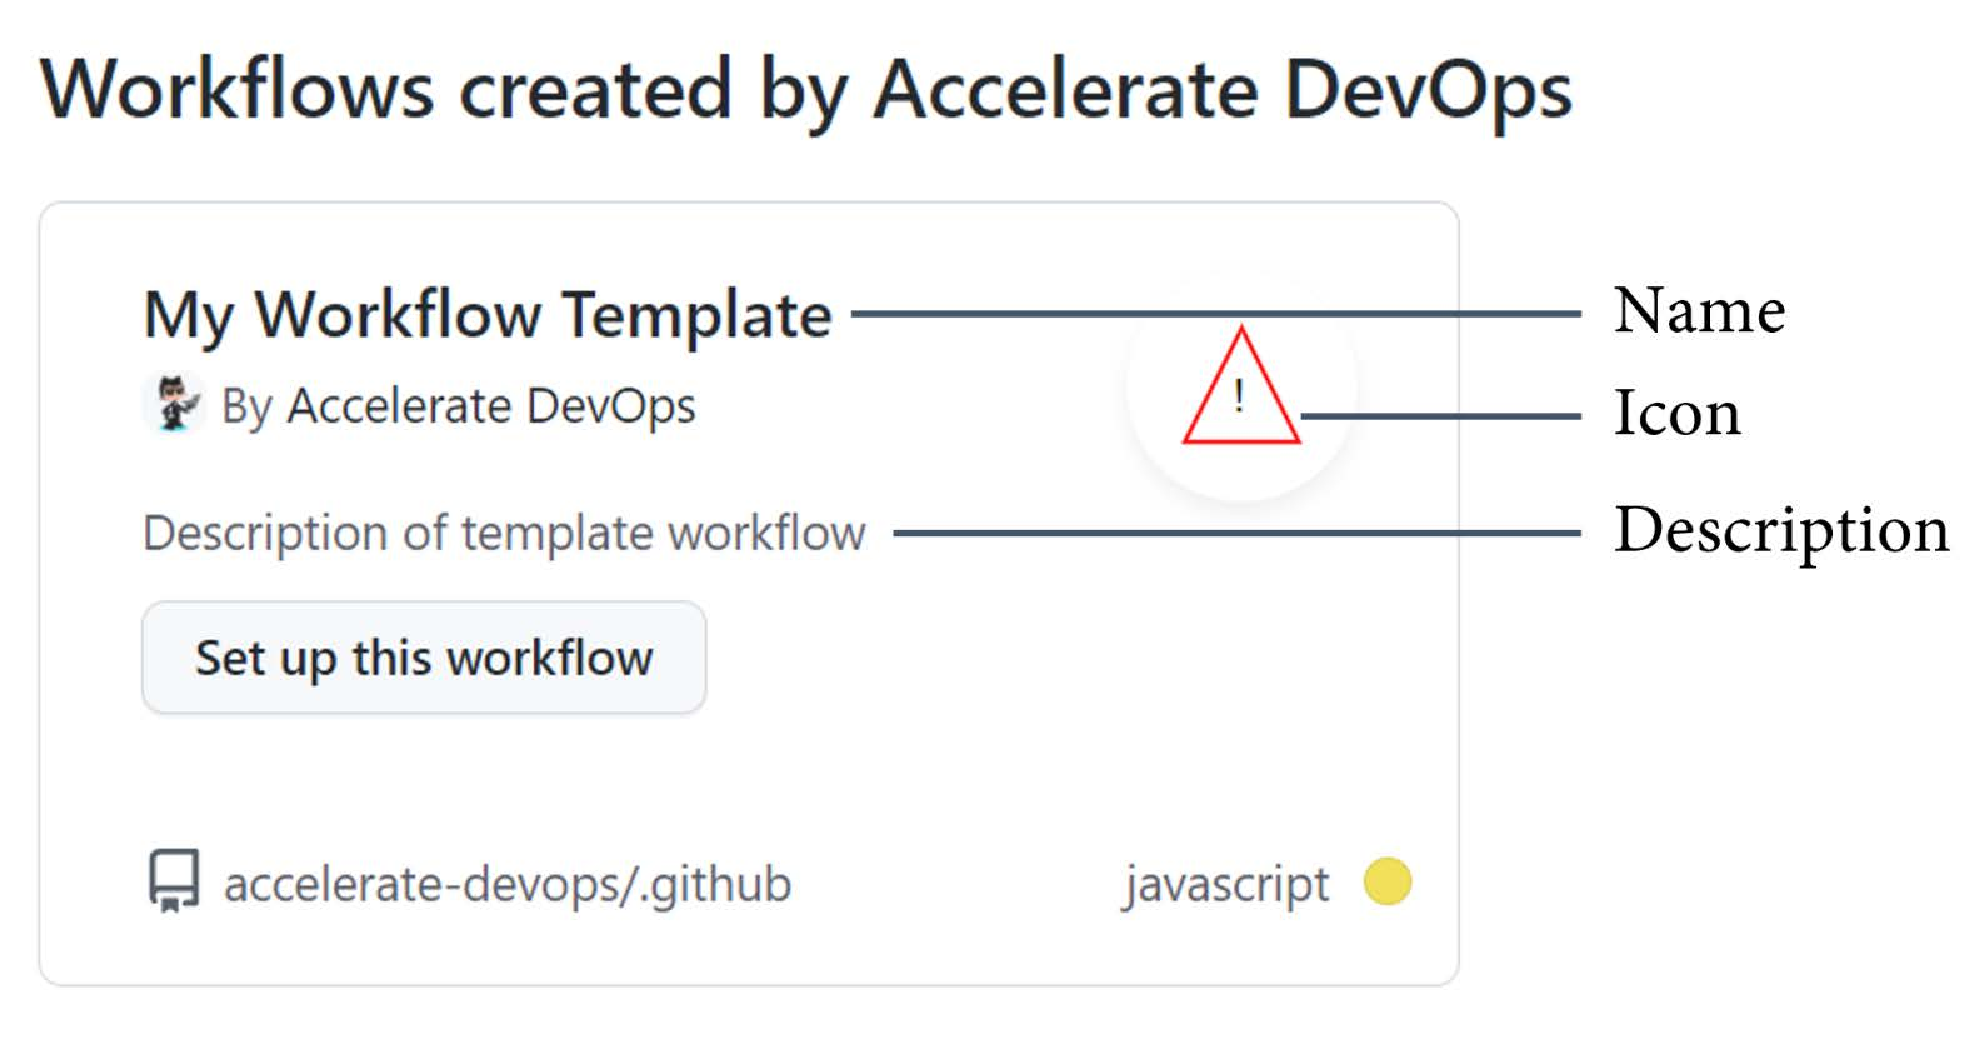 Workflows created by Accelerate DevOps
My Workflow Template
Name
!
By Accelerate DevOps
Icon
Description of template workflow
Description
Set up this workflow
accelerate-devops/.github
javascript